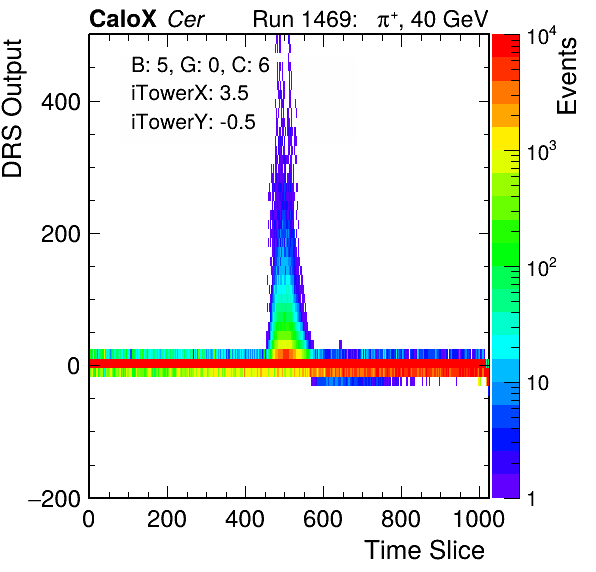 CaloX Cer Run 1469: π⁺, 40 GeV
B: 5, G: 0, C: 6
iTowerX: 3.5
iTowerY: -0.5
DRS Output
400
200
0
−200
0 200 400 600 800 1000
Time Slice
Events
10⁴
10³
10²
10
1